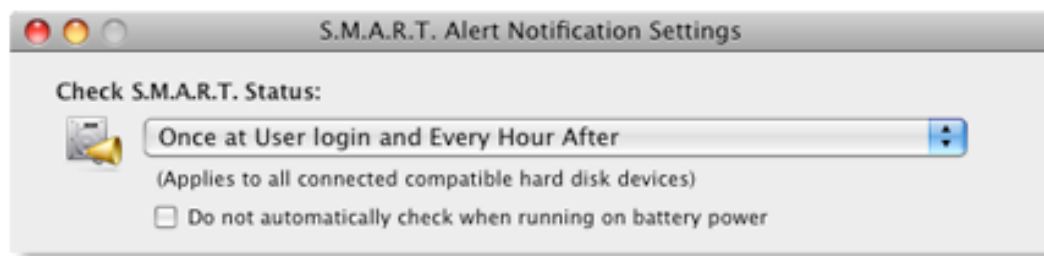 S.M.A.R.T. Alert Notification Settings
Check S.M.A.R.T. Status:
Once at User login and Every Hour After
(Applies to all connected compatible hard disk devices)
Do not automatically check when running on battery power